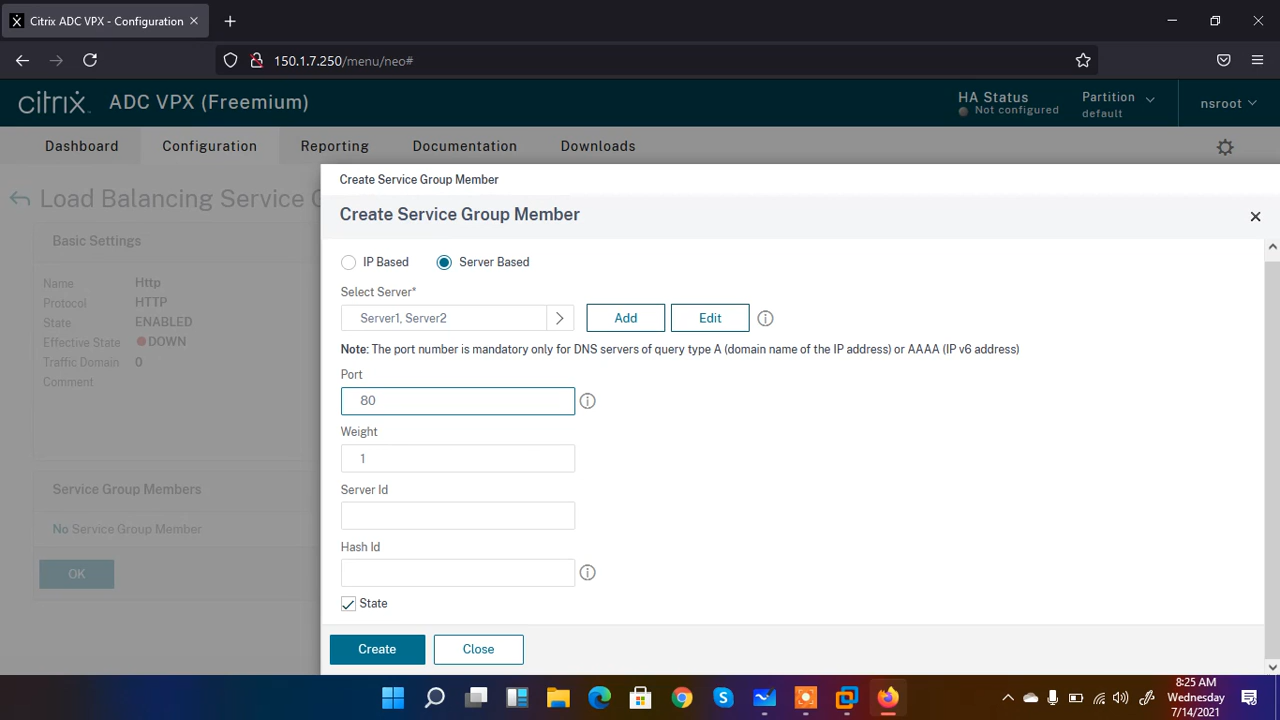 Citrix ADC VPX - Configuration
150.1.7.250/menu/neo#
citrix ADC VPX (Freemium)
HA Status
Not configured
Partition
default
nsroot
Dashboard Configuration Reporting Documentation Downloads
Load Balancing Service G
Basic Settings
Name Http
Protocol HTTP
State ENABLED
Effective State DOWN
Traffic Domain 0
Comment
Service Group Members
No Service Group Member
OK
Create Service Group Member
Create Service Group Member
IP Based Server Based
Select Server*
Server1, Server2
Add Edit
Note: The port number is mandatory only for DNS servers of query type A (domain name of the IP address) or AAAA (IP v6 address)
Port
80
Weight
1
Server Id
Hash Id
State
Create Close
8:25 AM
Wednesday
7/14/2021